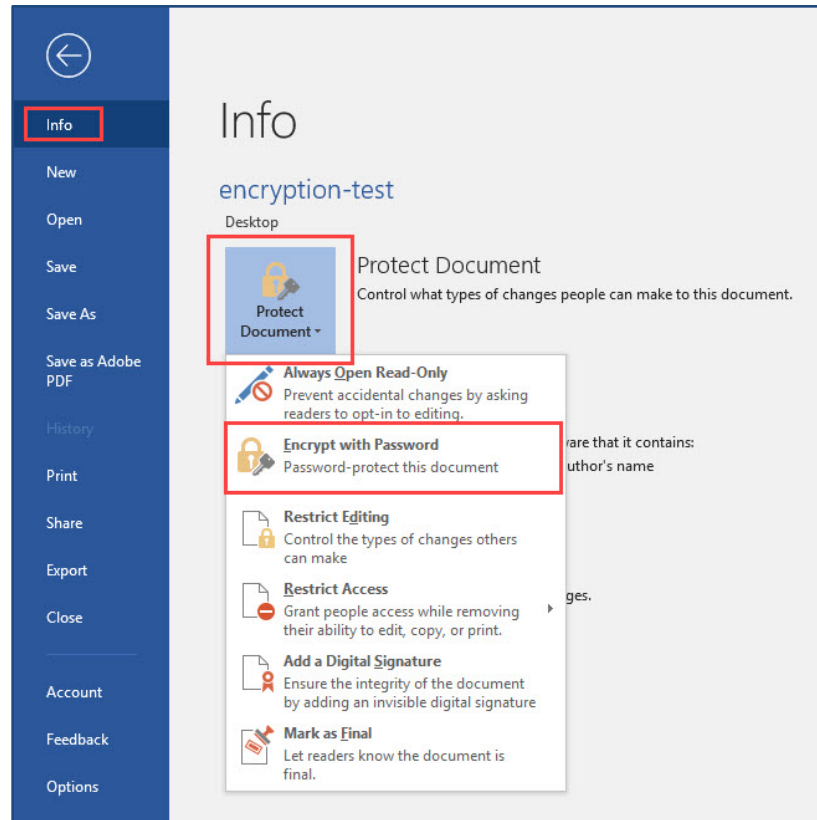 Info
New
Open
Save
Save As
Save as Adobe
PDF
History
Print
Share
Export
Close
Account
Feedback
Options
Info
encryption-test
Desktop
Protect
Document
Protect Document
Control what types of changes people can make to this document.
Always Open Read-Only
Prevent accidental changes by asking
readers to opt-in to editing.
Encrypt with Password
Password-protect this document
Restrict Editing
Control the types of changes others
can make
Restrict Access
Grant people access while removing
their ability to edit, copy, or print.
Add a Digital Signature
Ensure the integrity of the document
by adding an invisible digital signature
Mark as Final
Let readers know the document is
final.
that it contains:
name